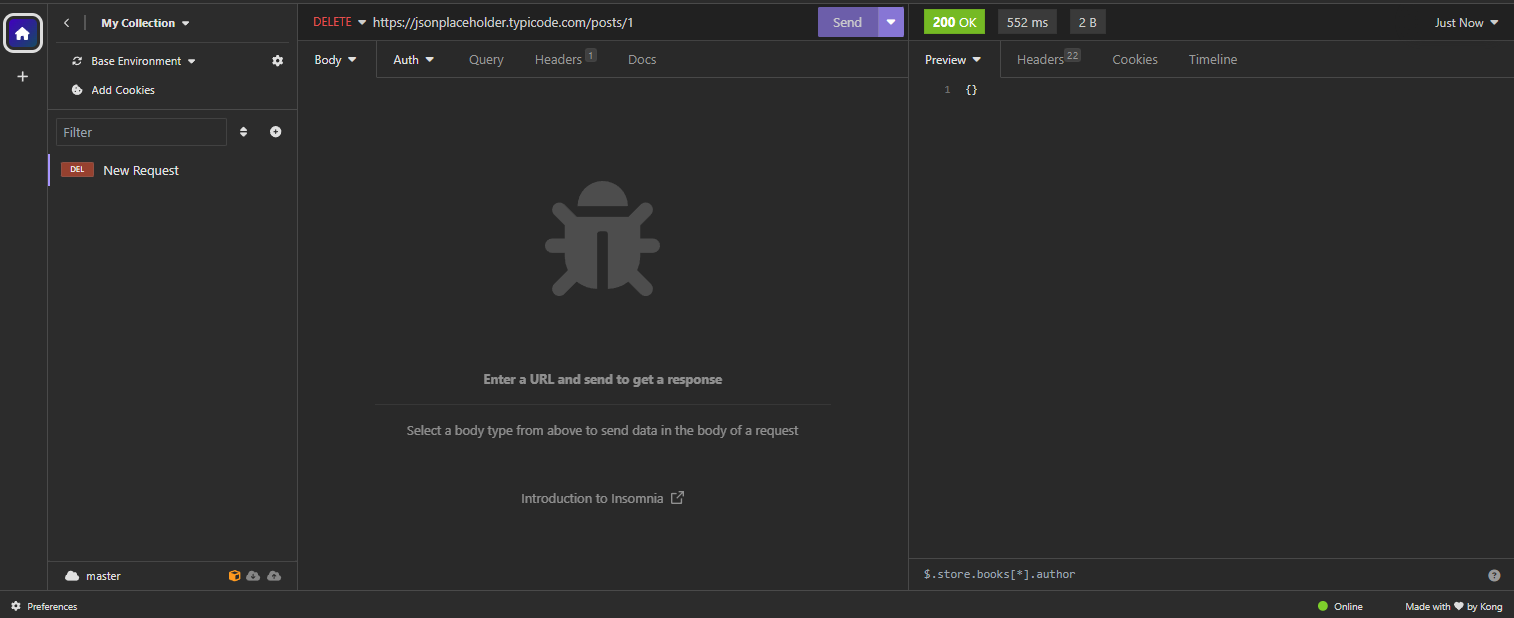 My Collection
Base Environment
Add Cookies
Filter
DEL New Request
master
DELETE https://jsonplaceholder.typicode.com/posts/1 Send
Body Auth Query Headers 1 Docs
Enter a URL and send to get a response
Select a body type from above to send data in the body of a request
Introduction to Insomnia
200 OK 552 ms 2 B Just Now
Preview Headers 22 Cookies Timeline
1 {}
$.store.books[*].author
Preferences
Online
Made with ❤ by Kong